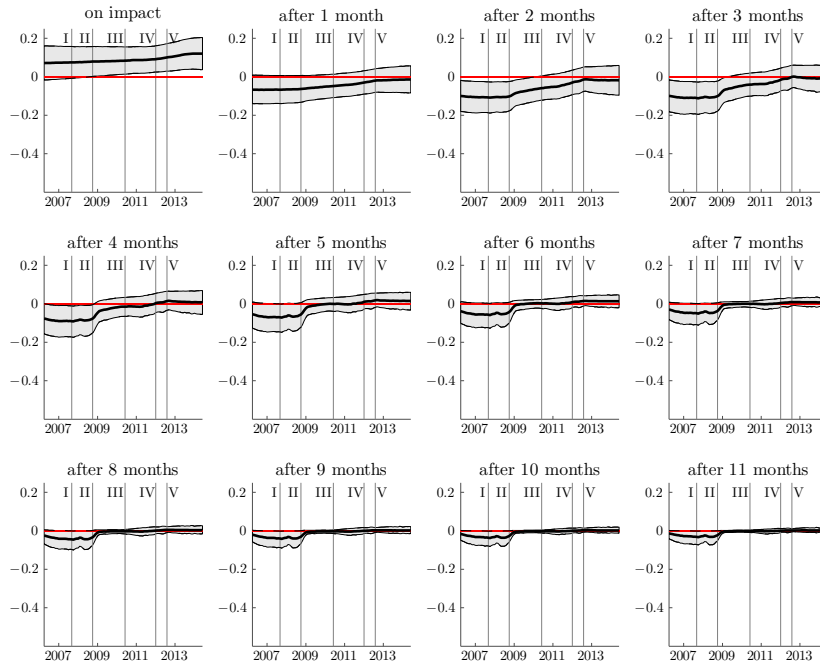 on impact after 1 month after 2 months after 3 months
0.2 I II III IV V I II III IV V 0.2 I II III IV V I II III IV V
0 0 0 0
−0.2 −0.2 −0.2 −0.2
−0.4 −0.4 −0.4 −0.4
2007 2009 2011 2013 2007 2009 2011 2013 2007 2009 2011 2013 2007 2009 2011 2013
after 4 months after 5 months after 6 months after 7 months
0.2 I II III IV V 0.2 I II III IV V 0.2 I II III IV V 0.2 I II III IV V
0 0 0 0
−0.2 −0.2 −0.2 −0.2
−0.4 −0.4 −0.4 −0.4
2007 2009 2011 2013 2007 2009 2011 2013 2007 2009 2011 2013 2007 2009 2011 2013
after 8 months after 9 months after 10 months after 11 months
0.2 I II III IV V 0.2 I II III IV V 0.2 I II III IV V 0.2 I II III IV V
0 0 0 0
−0.2 −0.2 −0.2 −0.2
−0.4 −0.4 −0.4 −0.4
2007 2009 2011 2013 2007 2009 2011 2013 2007 2009 2011 2013 2007 2009 2011 2013